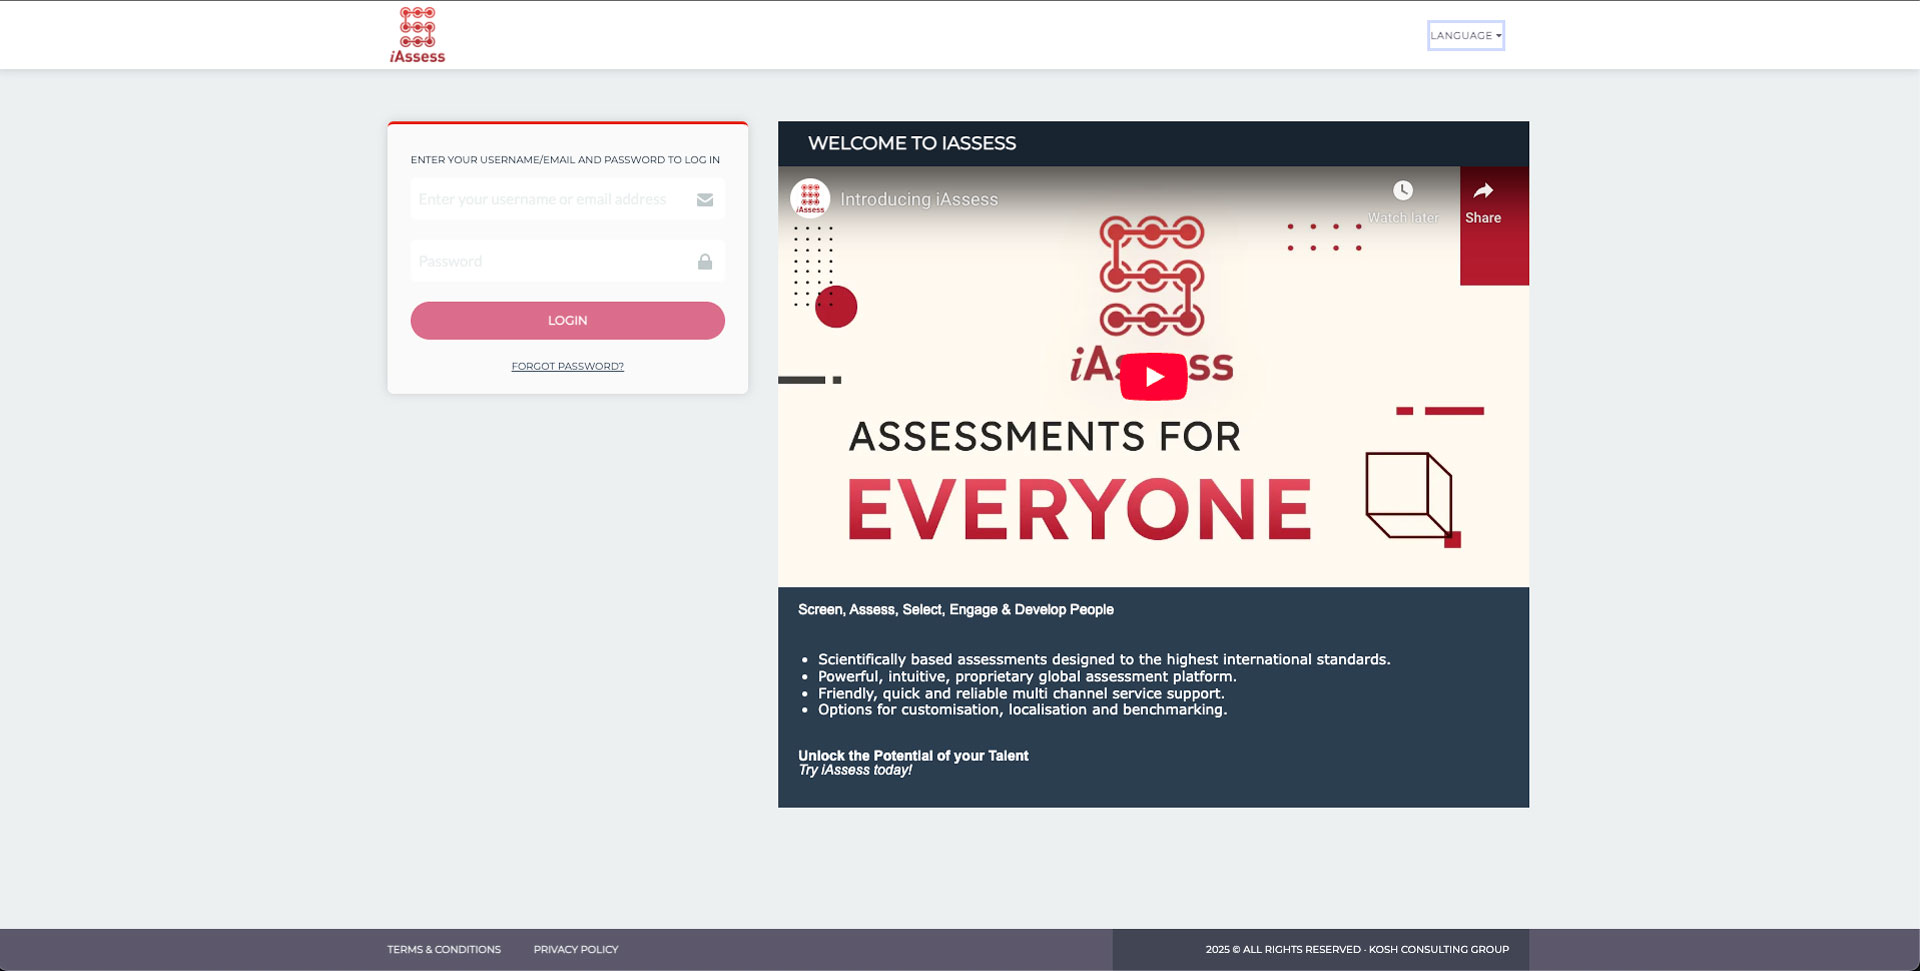 iAssess
LANGUAGE
ENTER YOUR USERNAME/EMAIL AND PASSWORD TO LOG IN
Enter your username or email address
Password
LOGIN
FORGOT PASSWORD?
WELCOME TO IASSESS
iAssess
Introducing iAssess
Watch later
Share
iAssess
ASSESSMENTS FOR
EVERYONE
Screen, Assess, Select, Engage & Develop People
• Scientifically based assessments designed to the highest international standards.
• Powerful, intuitive, proprietary global assessment platform.
• Friendly, quick and reliable multi channel service support.
• Options for customisation, localisation and benchmarking.
Unlock the Potential of your Talent
Try iAssess today!
TERMS & CONDITIONS
PRIVACY POLICY
2025 © ALL RIGHTS RESERVED · KOSH CONSULTING GROUP